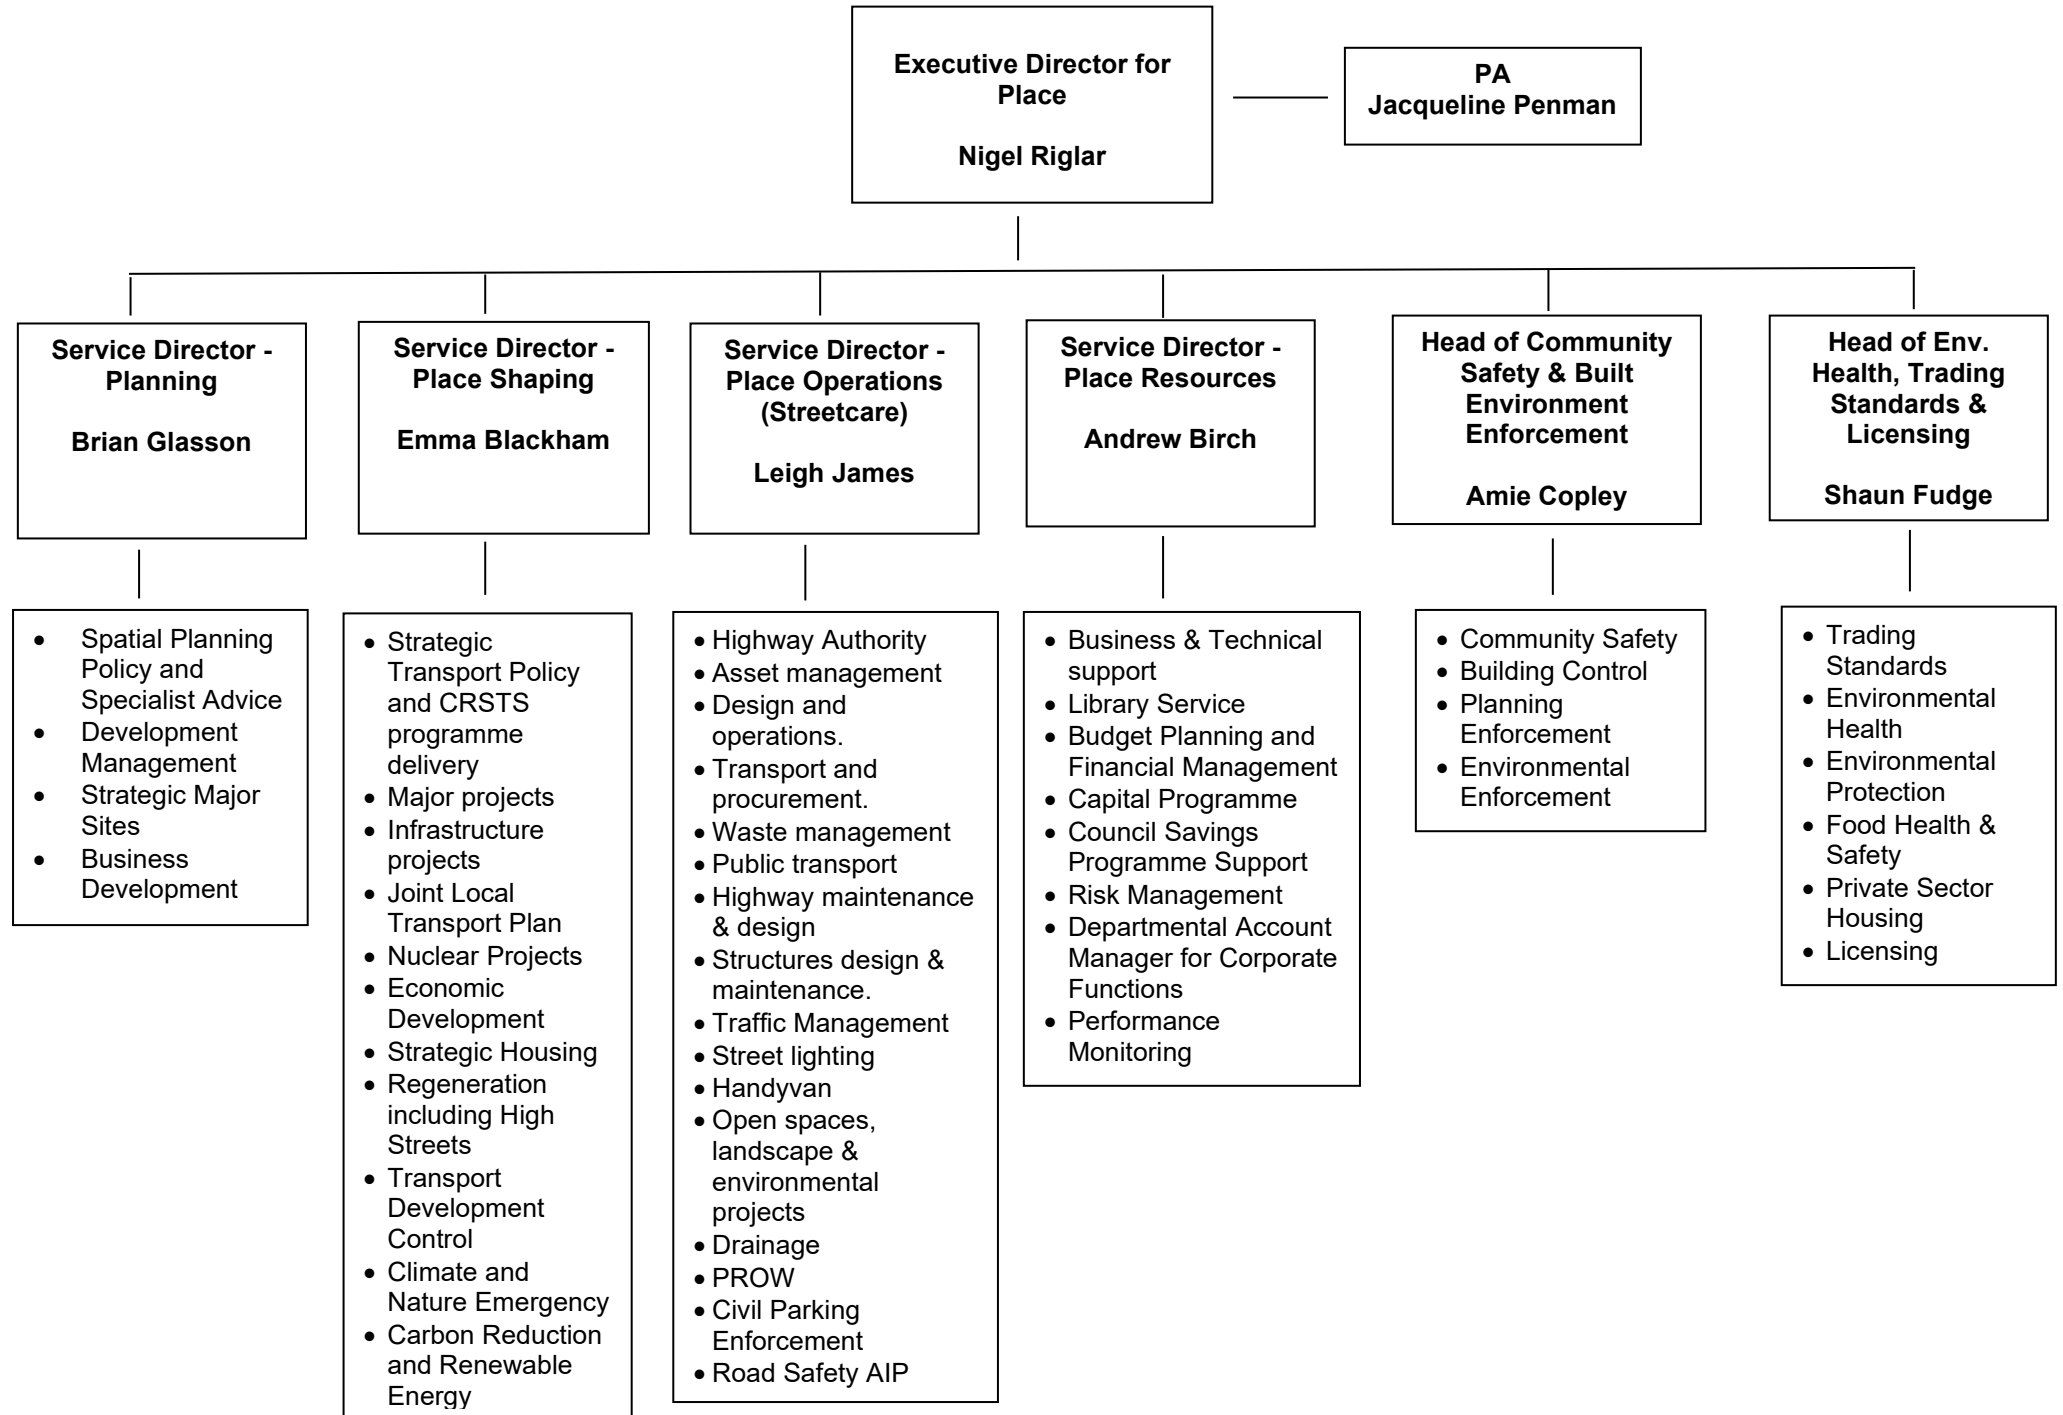 Executive Director for
Place
Nigel Riglar
PA
Jacqueline Penman
Service Director -
Planning
Brian Glasson
Service Director -
Place Shaping
Emma Blackham
Service Director -
Place Operations
(Streetcare)
Leigh James
Service Director -
Place Resources
Andrew Birch
Head of Community
Safety & Built
Environment
Enforcement
Amie Copley
Head of Env.
Health, Trading
Standards &
Licensing
Shaun Fudge
• Spatial Planning
Policy and
Specialist Advice
• Development
Management
• Strategic Major
Sites
• Business
Development
• Strategic
Transport Policy
and CRSTS
programme
delivery
• Major projects
• Infrastructure
projects
• Joint Local
Transport Plan
• Nuclear Projects
• Economic
Development
• Strategic Housing
• Regeneration
including High
Streets
• Transport
Development
Control
• Climate and
Nature Emergency
• Carbon Reduction
and Renewable
Energy
• Highway Authority
• Asset management
• Design and
operations.
• Transport and
procurement.
• Waste management
• Public transport
• Highway maintenance
& design
• Structures design &
maintenance.
• Traffic Management
• Street lighting
• Handyvan
• Open spaces,
landscape &
environmental
projects
• Drainage
• PROW
• Civil Parking
Enforcement
• Road Safety AIP
• Business & Technical
support
• Library Service
• Budget Planning and
Financial Management
• Capital Programme
• Council Savings
Programme Support
• Risk Management
• Departmental Account
Manager for Corporate
Functions
• Performance
Monitoring
• Community Safety
• Building Control
• Planning
Enforcement
• Environmental
Enforcement
• Trading
Standards
• Environmental
Health
• Environmental
Protection
• Food Health &
Safety
• Private Sector
Housing
• Licensing